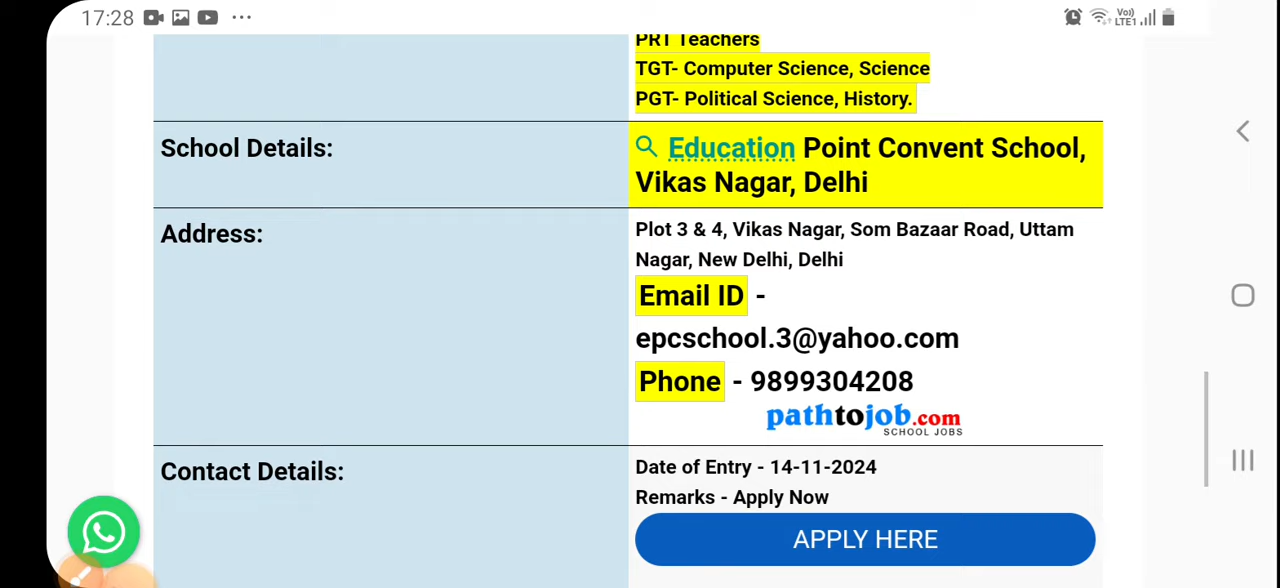 17:28
Vo)
LTE1
PRT Teachers
TGT- Computer Science, Science
PGT- Political Science, History.
School Details:
Education Point Convent School,
Vikas Nagar, Delhi
Address:
Plot 3 & 4, Vikas Nagar, Som Bazaar Road, Uttam
Nagar, New Delhi, Delhi
Email ID -
epcschool.3@yahoo.com
Phone - 9899304208
pathtojob.com
SCHOOL JOBS
Contact Details:
Date of Entry - 14-11-2024
Remarks - Apply Now
APPLY HERE